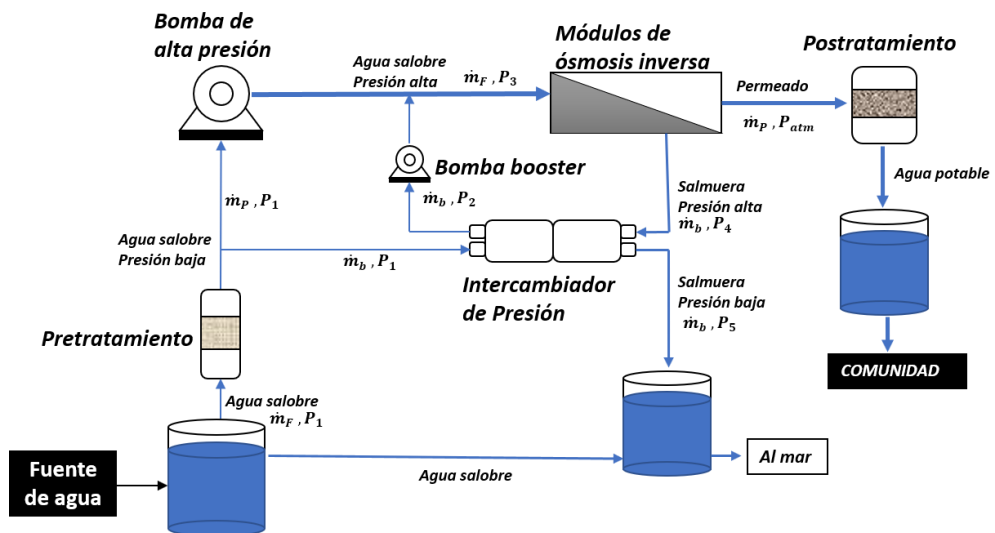 Bomba de
alta presión
Agua salobre
Presión alta
ṁ_F , P_3
Módulos de
ósmosis inversa
Permeado
ṁ_P , P_atm
Postratamiento
Bomba booster
ṁ_b , P_2
ṁ_P , P_1
Agua salobre
Presión baja
ṁ_b , P_1
Salmuera
Presión alta
ṁ_b , P_4
Agua potable
Intercambiador
de Presión
Salmuera
Presión baja
ṁ_b , P_5
Pretratamiento
Agua salobre
ṁ_F , P_1
COMUNIDAD
Fuente
de agua
Agua salobre
Al mar